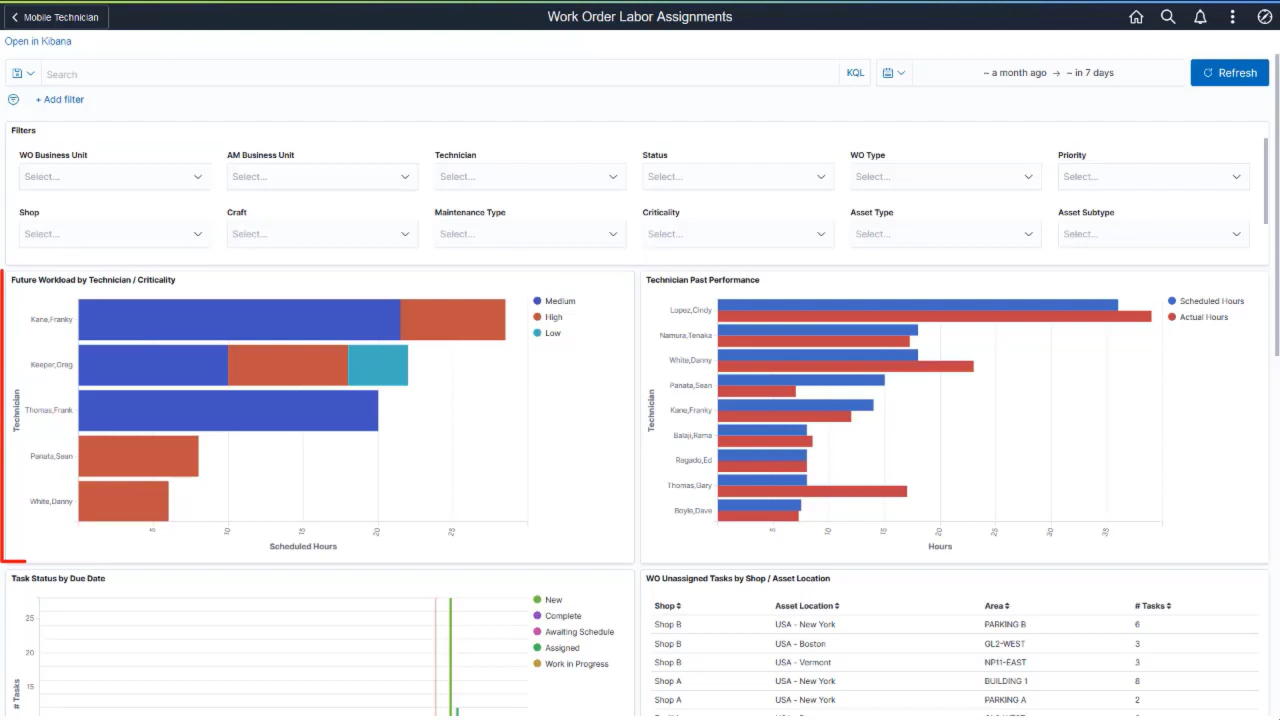 Mobile Technician
Work Order Labor Assignments
Open in Kibana
Search
KQL
~ a month ago → ~ in 7 days
Refresh
+ Add filter
Filters
WO Business Unit AM Business Unit Technician Status WO Type Priority
Select... Select... Select... Select... Select... Select...
Shop Craft Maintenance Type Criticality Asset Type Asset Subtype
Select... Select... Select... Select... Select... Select...
Future Workload by Technician / Criticality
Technician
Kane,Franky
Keeper,Greg
Thomas,Frank
Panata,Sean
White,Danny
5 10 15 20 25
Scheduled Hours
Medium
High
Low
Technician Past Performance
Technician
Lopez,Cindy
Namura,Tenaka
White,Danny
Panata,Sean
Kane,Franky
Balaji,Rama
Regado,Ed
Thomas,Gary
Boyle,Dave
5 10 15 20 25 30 35
Hours
Scheduled Hours
Actual Hours
Task Status by Due Date
# Tasks
25
20
15
New
Complete
Awaiting Schedule
Assigned
Work in Progress
WO Unassigned Tasks by Shop / Asset Location
Shop Asset Location Area # Tasks
Shop B USA - New York PARKING B 6
Shop B USA - Boston GL2-WEST 3
Shop B USA - Vermont NP11-EAST 3
Shop A USA - New York BUILDING 1 8
Shop A USA - New York PARKING A 2